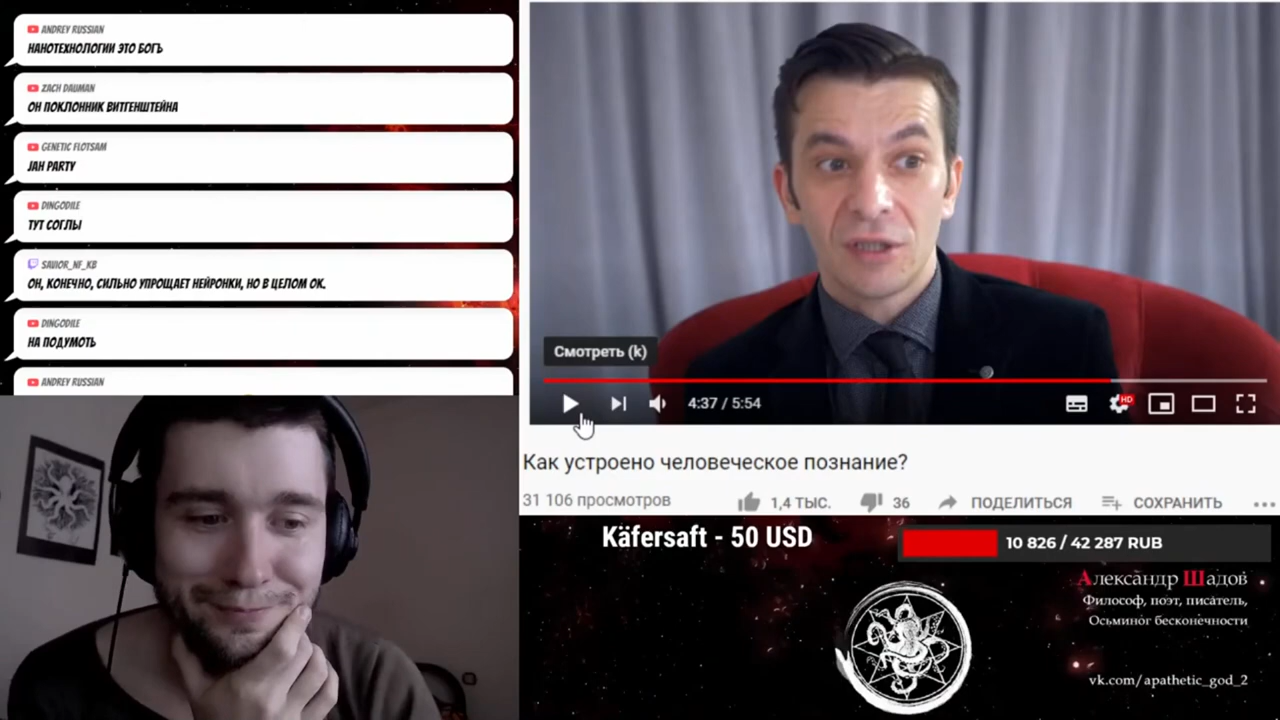 ANDREY RUSSIAN
НАНОТЕХНОЛОГИИ ЭТО БОГЪ
ZACH DAUMAN
ОН ПОКЛОННИК ВИТГЕНШТЕЙНА
GENETIC FLOTSAM
JAH PARTY
DINGODILE
ТУТ СОГЛЫ
SAVIOR_NF_KB
ОН, КОНЕЧНО, СИЛЬНО УПРОЩАЕТ НЕЙРОНКИ, НО В ЦЕЛОМ ОК.
DINGODILE
НА ПОДУМОТЬ
ANDREY RUSSIAN
Смотреть (k)
4:37 / 5:54
HD
Как устроено человеческое познание?
31 106 просмотров
1,4 ТЫС.
36
ПОДЕЛИТЬСЯ
СОХРАНИТЬ
Käfersaft - 50 USD
10 826 / 42 287 RUB
Александр Шадов
Философ, поэт, писатель,
Осьминог бесконечности
vk.com/apathetic_god_2